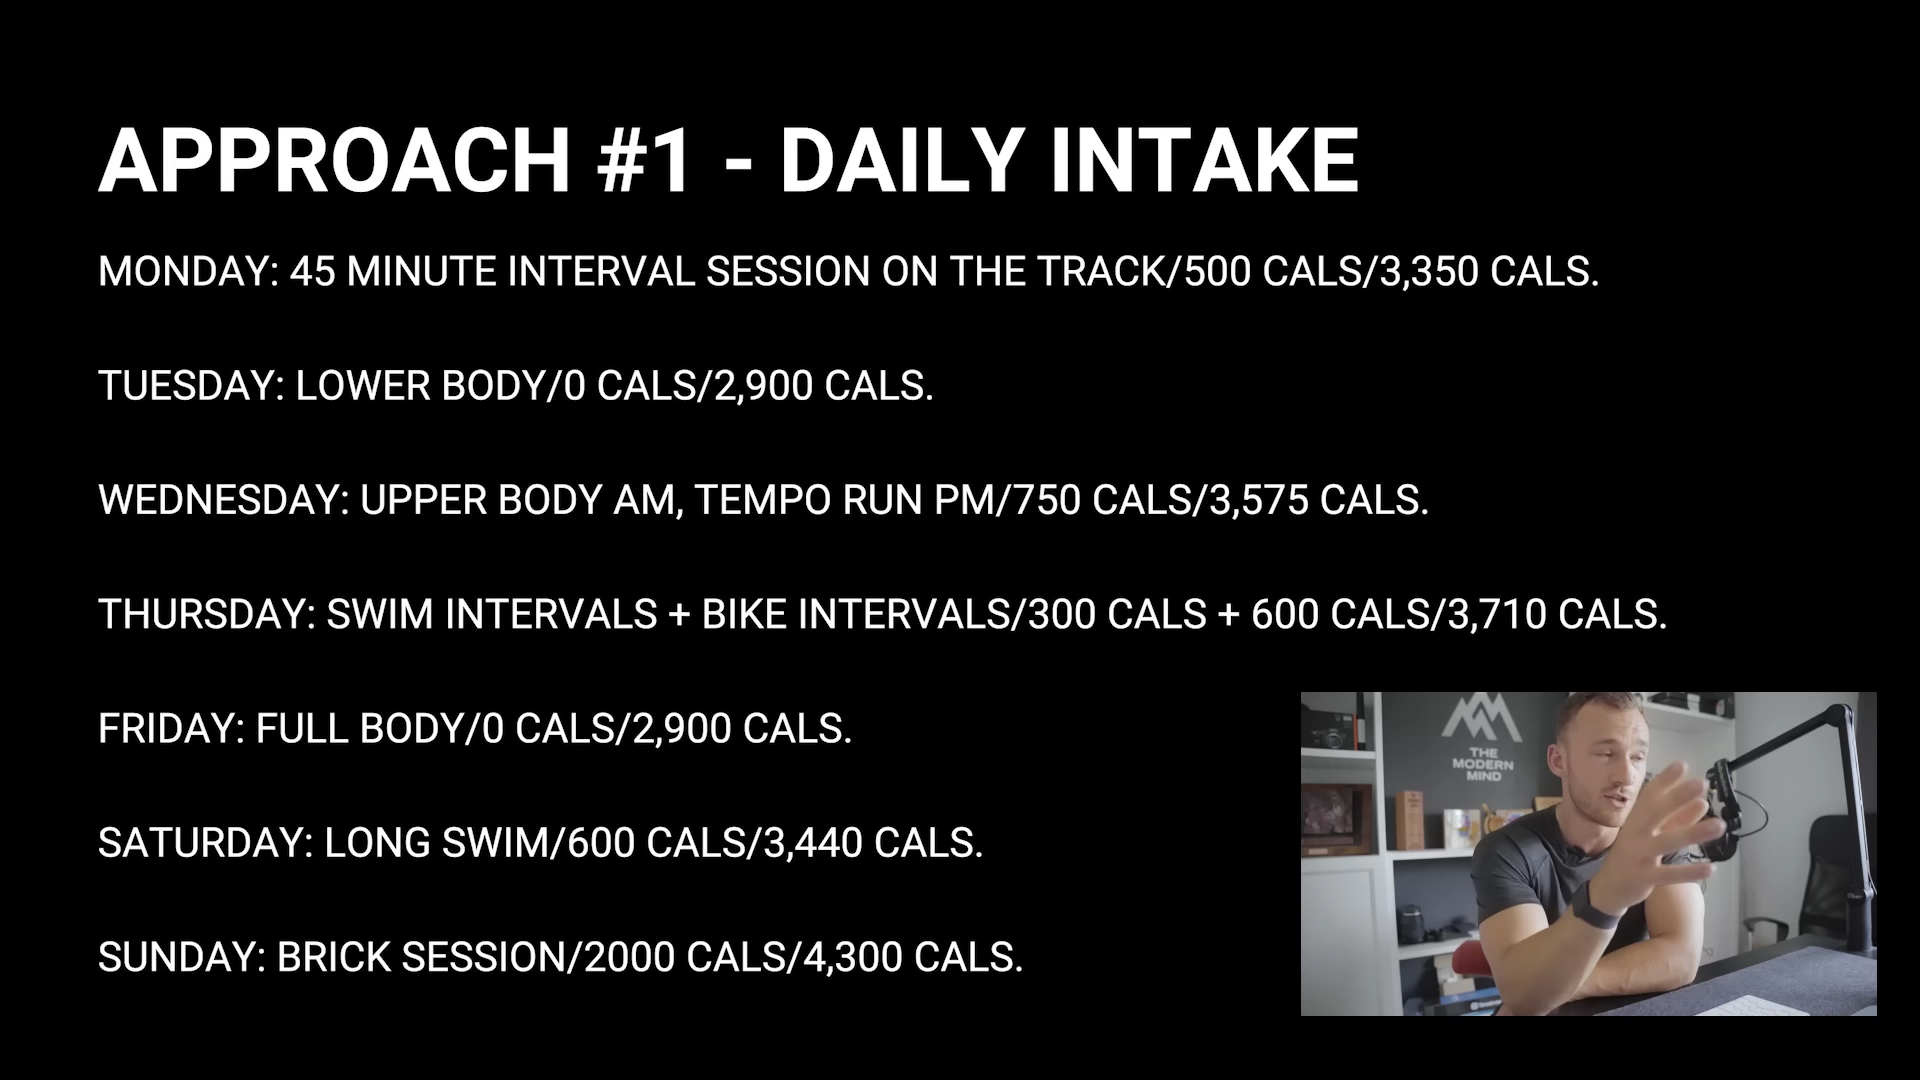 APPROACH #1 - DAILY INTAKE
MONDAY: 45 MINUTE INTERVAL SESSION ON THE TRACK/500 CALS/3,350 CALS.
TUESDAY: LOWER BODY/0 CALS/2,900 CALS.
WEDNESDAY: UPPER BODY AM, TEMPO RUN PM/750 CALS/3,575 CALS.
THURSDAY: SWIM INTERVALS + BIKE INTERVALS/300 CALS + 600 CALS/3,710 CALS.
FRIDAY: FULL BODY/0 CALS/2,900 CALS.
SATURDAY: LONG SWIM/600 CALS/3,440 CALS.
SUNDAY: BRICK SESSION/2000 CALS/4,300 CALS.
THE
MODERN
MIND